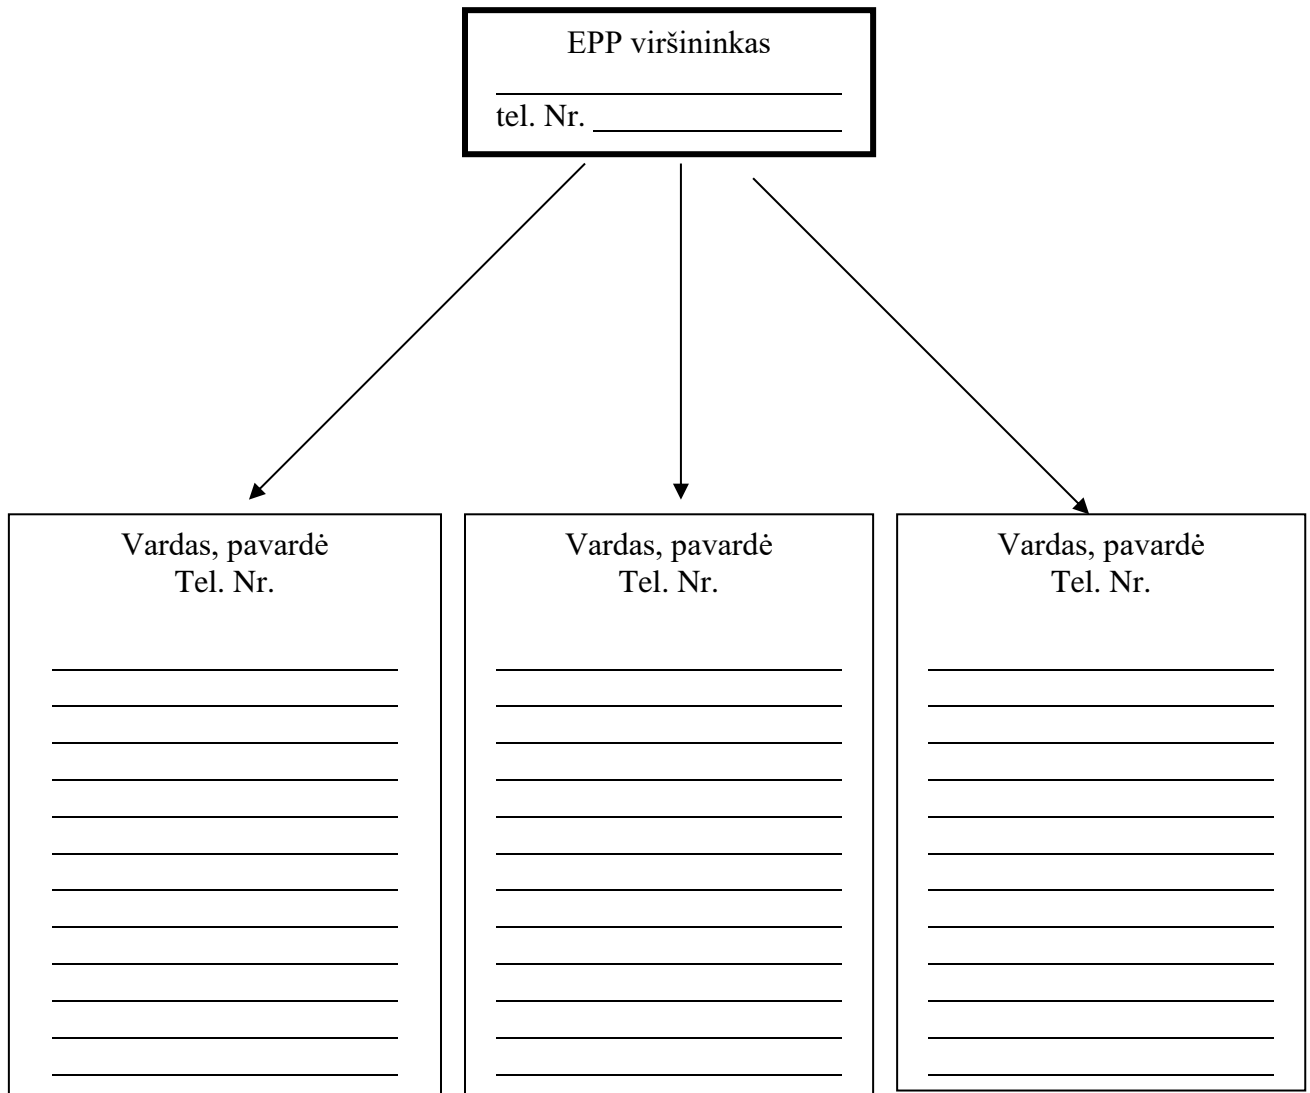 EPP viršininkas
tel. Nr.
Vardas, pavardė
Tel. Nr.
Vardas, pavardė
Tel. Nr.
Vardas, pavardė
Tel. Nr.